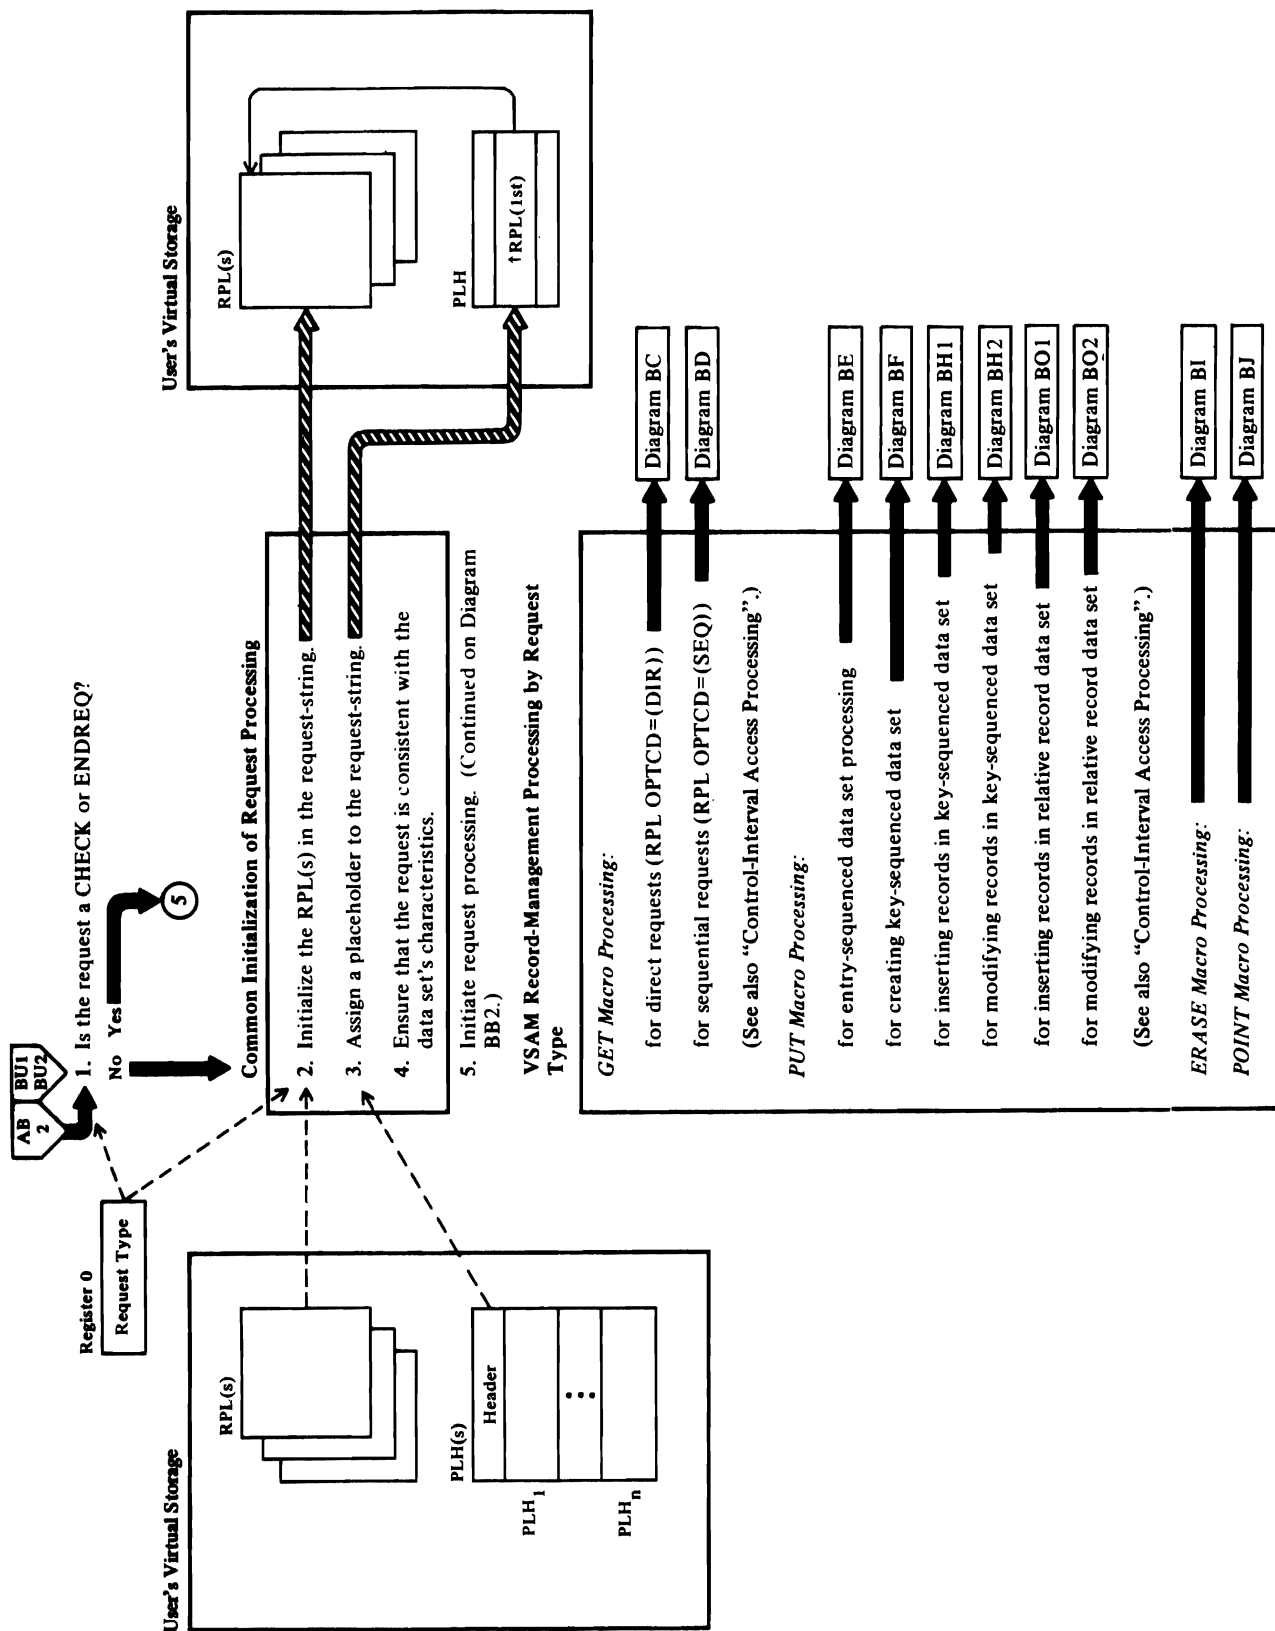 AB
2
BU1
BU2
Register 0
Request Type
1. Is the request a CHECK or ENDREQ?
No Yes
5
User's Virtual Storage
RPL(s)
PLH(s)
Header
PLH1
⋮
PLHn
Common Initialization of Request Processing
2. Initialize the RPL(s) in the request-string.
3. Assign a placeholder to the request-string.
4. Ensure that the request is consistent with the
data set's characteristics.
5. Initiate request processing. (Continued on Diagram
BB2.)
User's Virtual Storage
RPL(s)
PLH
↑RPL(1st)
VSAM Record-Management Processing by Request
Type
GET Macro Processing:
for direct requests (RPL OPTCD=(DIR)) Diagram BC
for sequential requests (RPL OPTCD=(SEQ)) Diagram BD
(See also “Control-Interval Access Processing”.)
PUT Macro Processing:
for entry-sequenced data set processing Diagram BE
for creating key-sequenced data set Diagram BF
for inserting records in key-sequenced data set Diagram BH1
for modifying records in key-sequenced data set Diagram BH2
for inserting records in relative record data set Diagram BO1
for modifying records in relative record data set Diagram BO2
(See also “Control-Interval Access Processing”.)
ERASE Macro Processing: Diagram BI
POINT Macro Processing: Diagram BJ